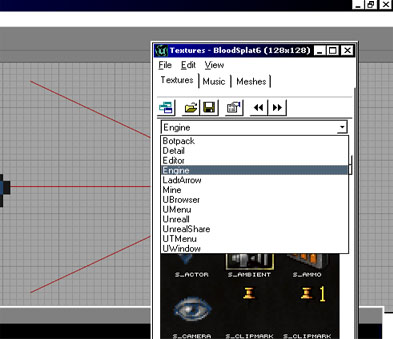 Textures - BloodSplat6 (128x128)
File Edit View
Textures Music Meshes
Engine
Botpack
Detail
Editor
Engine
LadrArrow
Mine
UBrowser
UMenu
UnrealI
UnrealShare
UTMenu
UWindow
S_ACTOR S_AMBIENT S_AMMO
1
S_CAMERA S_CLIPMARK S_CLIPMARK